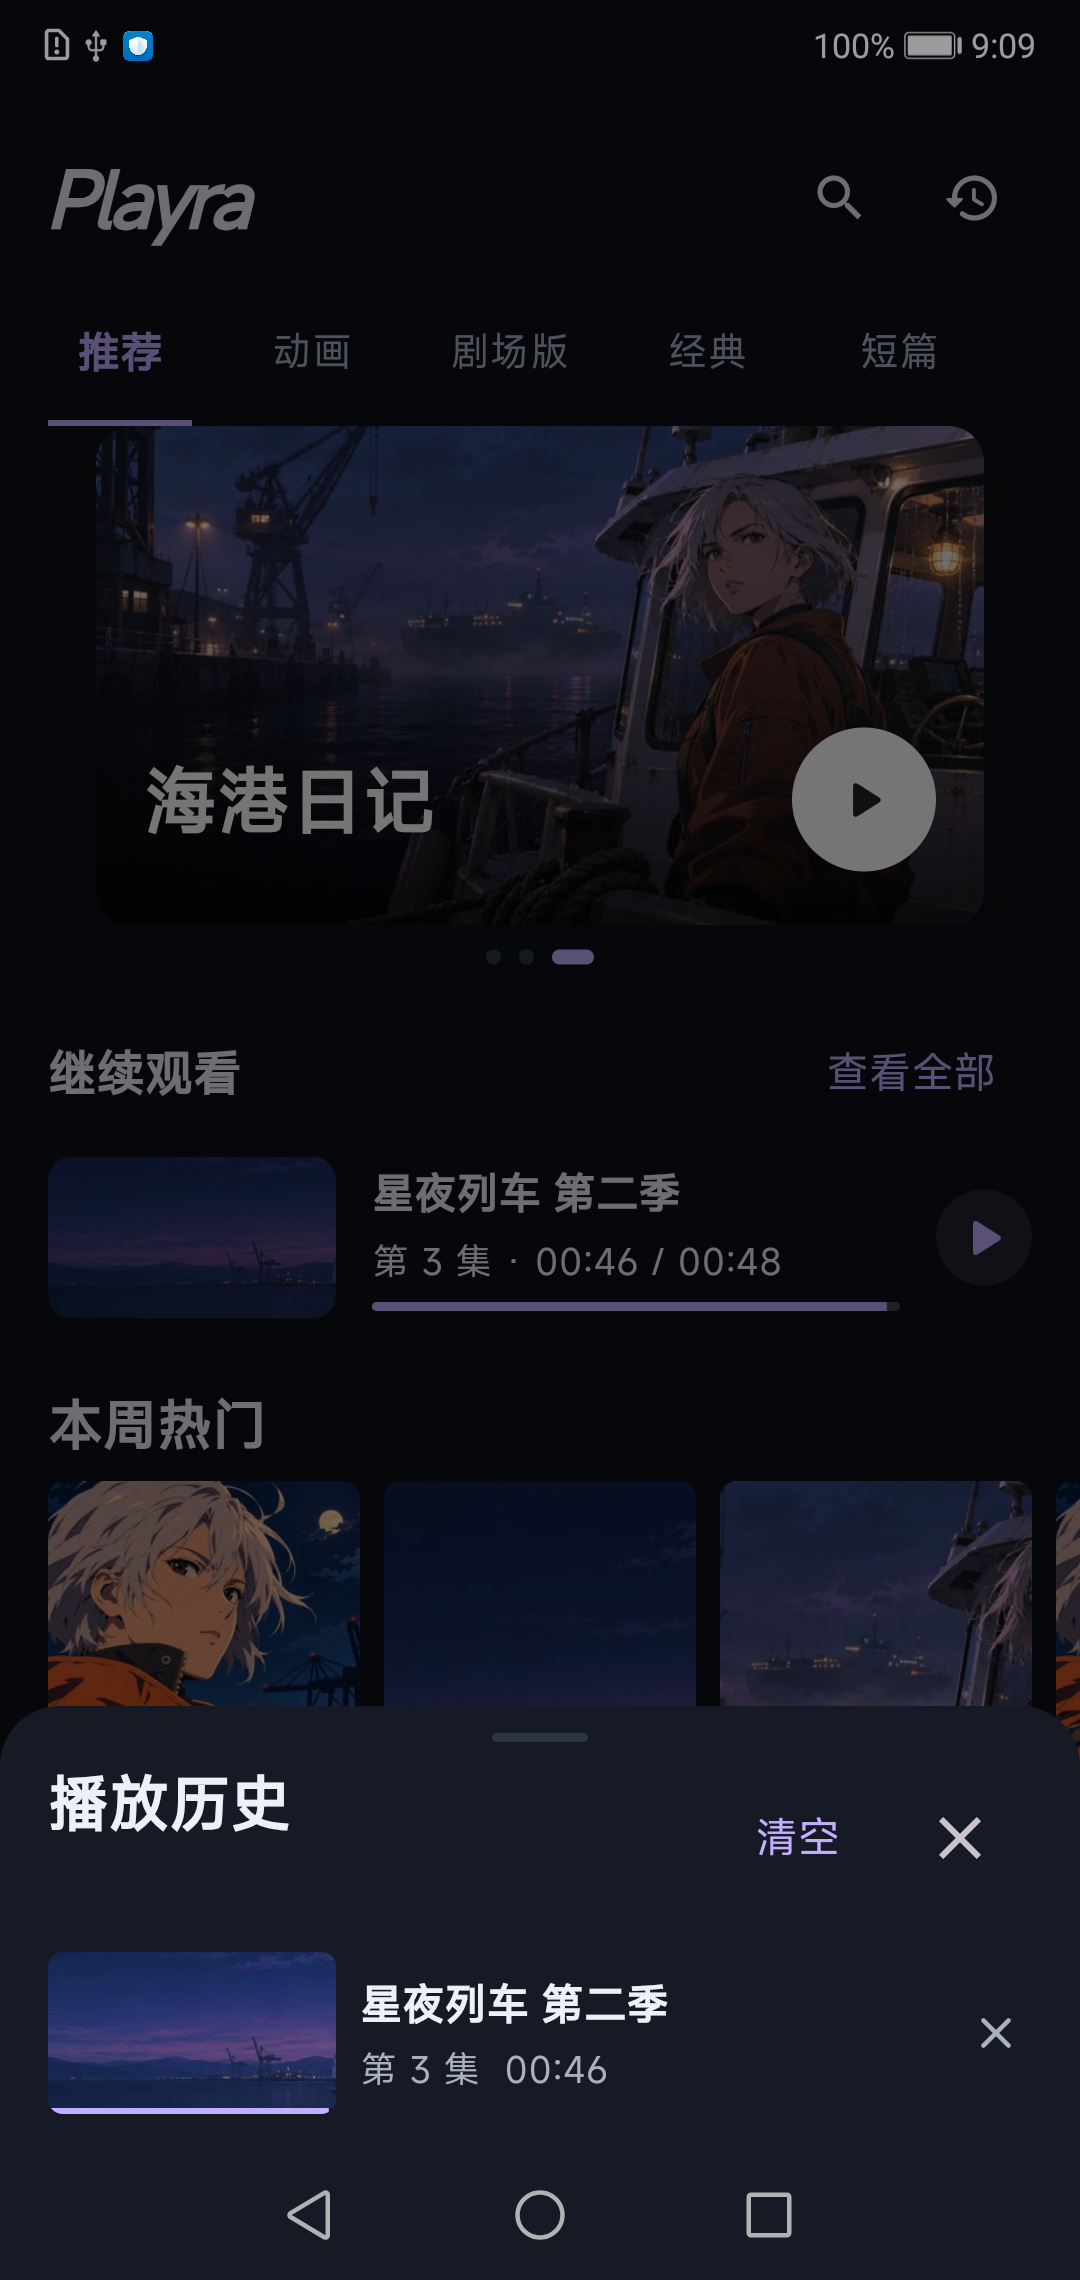 100% 9:09
Playra
推荐 动画 剧场版 经典 短篇
海港日记
继续观看 查看全部
星夜列车 第二季
第 3 集 · 00:46 / 00:48
本周热门
播放历史
清空
星夜列车 第二季
第 3 集 00:46